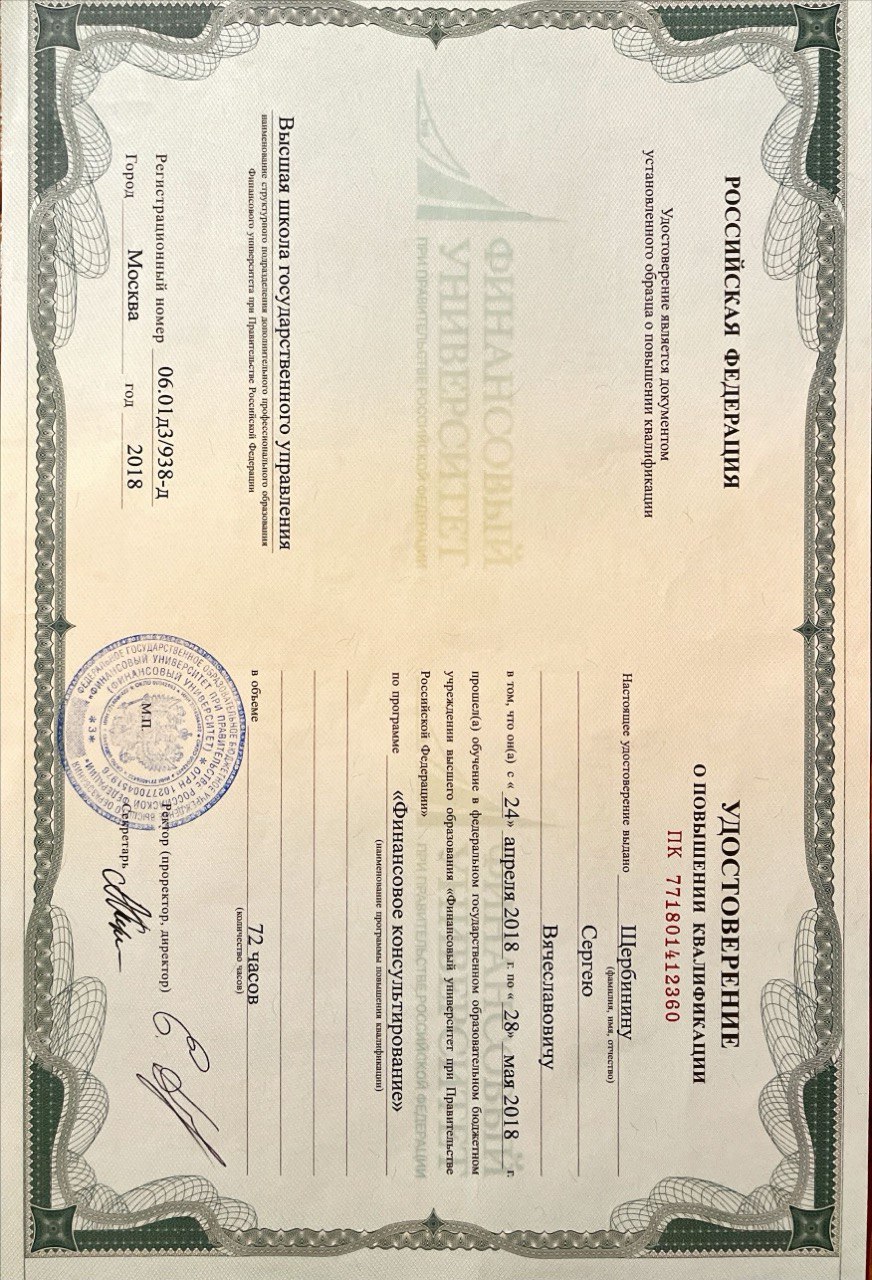 РОССИЙСКАЯ ФЕДЕРАЦИЯ
Удостоверение является документом
установленного образца о повышении квалификации
ФИНАНСОВЫЙ
УНИВЕРСИТЕТ
ПРИ ПРАВИТЕЛЬСТВЕ РОССИЙСКОЙ ФЕДЕРАЦИИ
Высшая школа государственного управления
наименование структурного подразделения дополнительного профессионального образования
Финансового университета при Правительстве Российской Федерации
Регистрационный номер 06.01д3/938-д
Город Москва год 2018
УДОСТОВЕРЕНИЕ
О ПОВЫШЕНИИ КВАЛИФИКАЦИИ
ПК 771801412360
Настоящее удостоверение выдано Щербинину
(фамилия, имя, отчество)
Сергею
Вячеславовичу
в том, что он(а) с « 24» апреля 2018 г. по « 28» мая 2018 г.
прошел(а) обучение в федеральном государственном образовательном бюджетном
учреждении высшего образования «Финансовый университет при Правительстве
Российской Федерации»
ПРИ ПРАВИТЕЛЬСТВЕ РОССИЙСКОЙ ФЕДЕРАЦИИ
по программе «Финансовое консультирование»
(наименование программы повышения квалификации)
в объеме 72 часов
(количество часов)
М.П.
Ректор (проректор, директор)
Секретарь
ФЕДЕРАЛЬНОЕ ГОСУДАРСТВЕННОЕ ОБРАЗОВАТЕЛЬНОЕ БЮДЖЕТНОЕ УЧРЕЖДЕНИЕ ВЫСШЕГО ОБРАЗОВАНИЯ
«ФИНАНСОВЫЙ УНИВЕРСИТЕТ ПРИ ПРАВИТЕЛЬСТВЕ РОССИЙСКОЙ ФЕДЕРАЦИИ»
(ФИНАНСОВЫЙ УНИВЕРСИТЕТ) * ОГРН
*3*